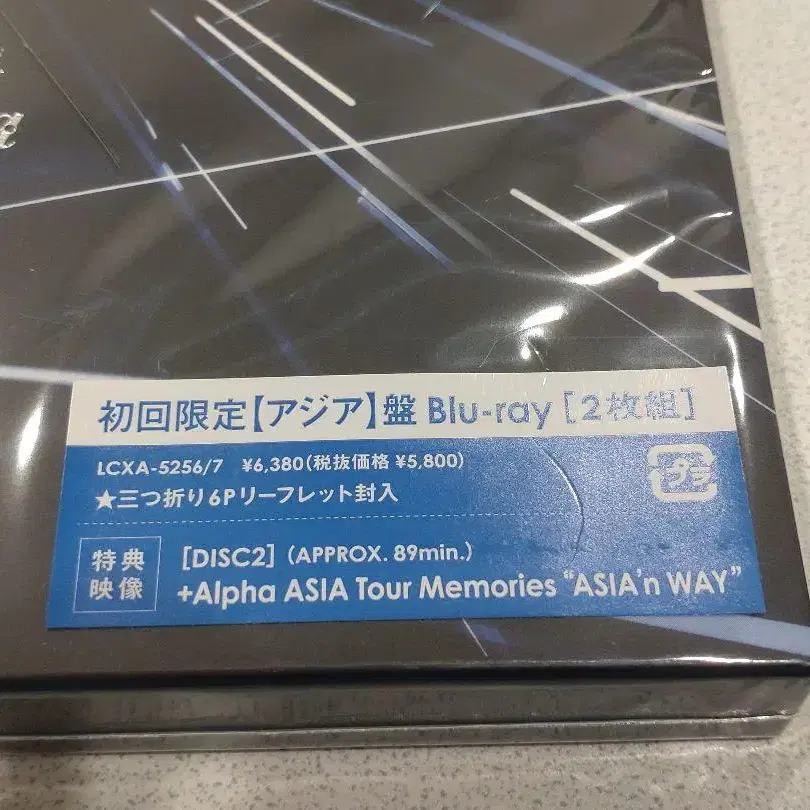 初回限定【アジア】盤 Blu-ray [2枚組]
LCXA-5256/7 ¥6,380(税抜価格 ¥5,800)
★三つ折り6Pリーフレット封入
プラ
特典
映像
[DISC2] (APPROX. 89min.)
+Alpha ASIA Tour Memories “ASIA'n WAY”